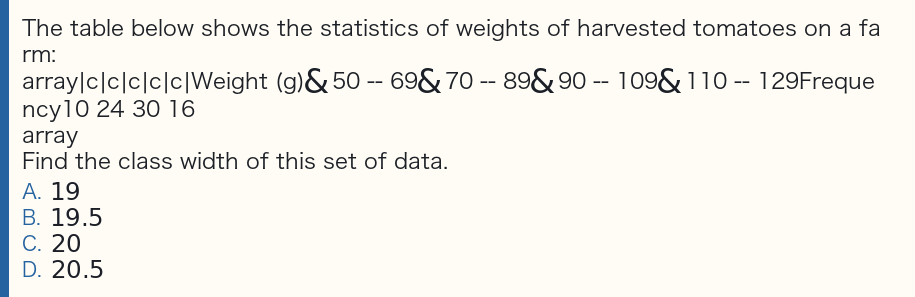 The table below shows the statistics of weights of harvested tomatoes on a fa
rm:
array|c|c|c|c|c|Weight (g)& 50 -- 69& 70 -- 89& 90 -- 109& 110 -- 129Freque
ncy10 24 30 16
array
Find the class width of this set of data.
A. 19
B. 19.5
C. 20
D. 20.5